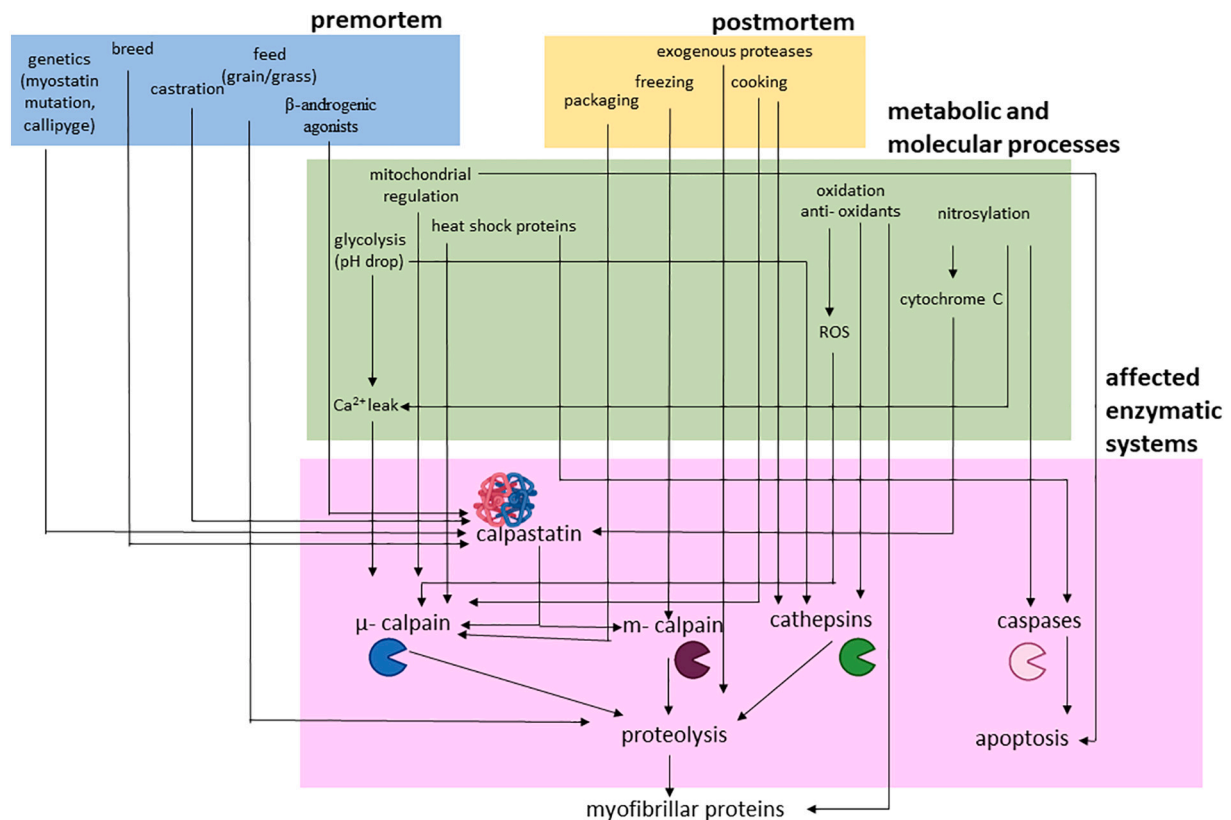 premortem
postmortem
breed
feed
(grain/grass)
genetics
(myostatin
mutation,
callipyge)
castration
β-androgenic
agonists
exogenous proteases
freezing
cooking
packaging
metabolic and
molecular processes
mitochondrial
regulation
oxidation
anti- oxidants
nitrosylation
heat shock proteins
glycolysis
(pH drop)
cytochrome C
ROS
Ca²⁺ leak
affected
enzymatic
systems
calpastatin
μ- calpain
m- calpain
cathepsins
caspases
proteolysis
apoptosis
myofibrillar proteins